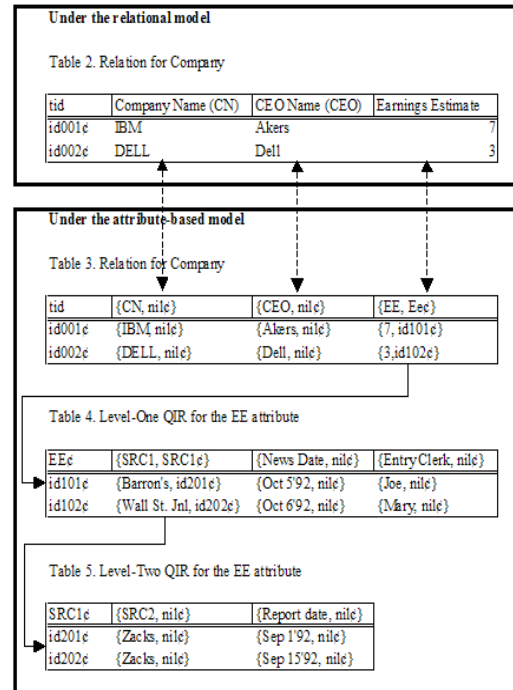 Under the relational model
Table 2. Relation for Company
tid Company Name (CN) CEO Name (CEO) Earnings Estimate
id001¢ IBM Akers 7
id002¢ DELL Dell 3
Under the attribute-based model
Table 3. Relation for Company
tid {CN, nil¢} {CEO, nil¢} {EE, Ee¢}
id001¢ {IBM, nil¢} {Akers, nil¢} {7, id101¢}
id002¢ {DELL, nil¢} {Dell, nil¢} {3,id102¢}
Table 4. Level-One QIR for the EE attribute
EE¢ {SRC1, SRC1¢} {News Date, nil¢} {EntryClerk, nil¢}
id101¢ {Barron's, id201¢} {Oct 5'92, nil¢} {Joe, nil¢}
id102¢ {Wall St. Jnl, id202¢} {Oct 6'92, nil¢} {Mary, nil¢}
Table 5. Level-Two QIR for the EE attribute
SRC1¢ {SRC2, nil¢} {Report date, nil¢}
id201¢ {Zacks, nil¢} {Sep 1'92, nil¢}
id202¢ {Zacks, nil¢} {Sep 15'92, nil¢}